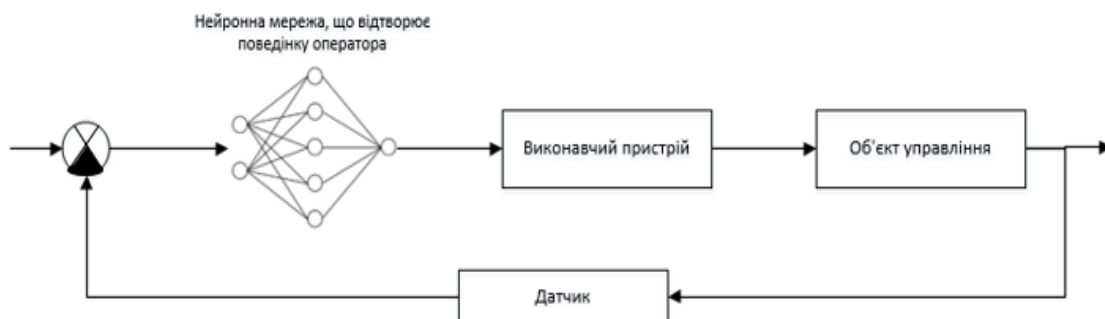 Нейронна мережа, що відтворює
поведінку оператора
Виконавчий пристрій
Об'єкт управління
Датчик